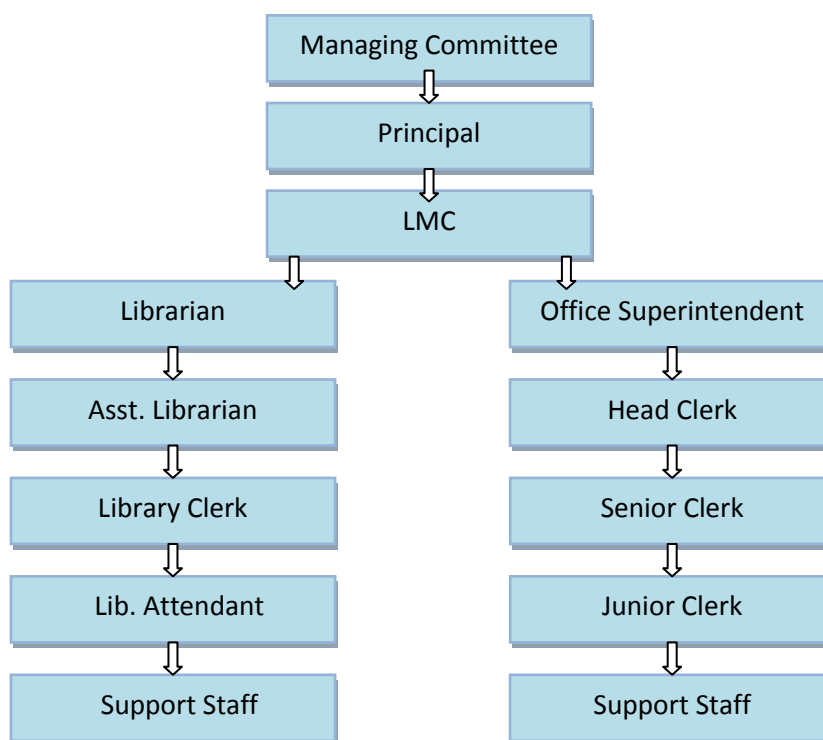 Managing Committee
Principal
LMC
Librarian
Office Superintendent
Asst. Librarian
Head Clerk
Library Clerk
Senior Clerk
Lib. Attendant
Junior Clerk
Support Staff
Support Staff